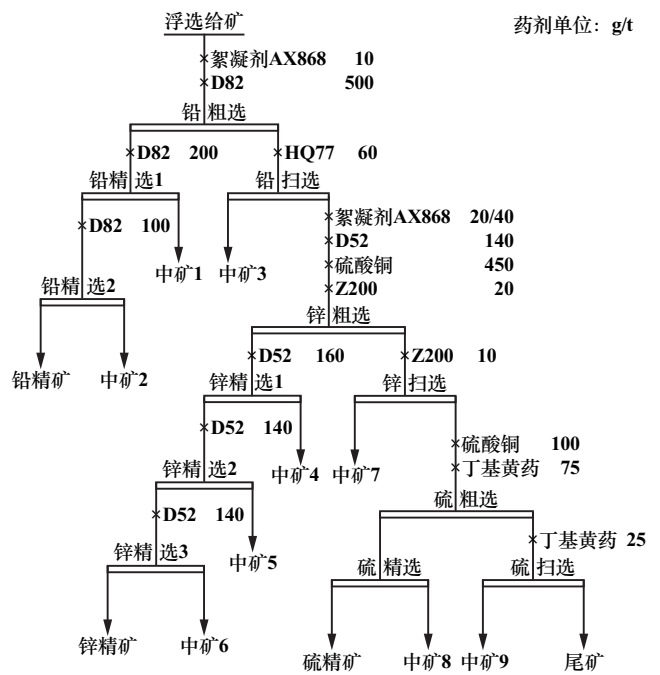 浮选给矿
药剂单位：g/t
絮凝剂AX868 10
D82 500
铅 粗选
D82 200
HQ77 60
铅精 选1
铅 扫选
D82 100
絮凝剂AX868 20/40
D52 140
中矿1
中矿3
硫酸铜 450
铅精 选2
Z200 20
锌 粗选
D52 160
Z200 10
铅精矿
中矿2
锌精 选1
锌 扫选
D52 140
硫酸铜 100
锌精 选2
中矿4
中矿7
丁基黄药 75
硫 粗选
D52 140
丁基黄药 25
锌精 选3
中矿5
硫 精选
硫 扫选
锌精矿
中矿6
硫精矿
中矿8
中矿9
尾矿